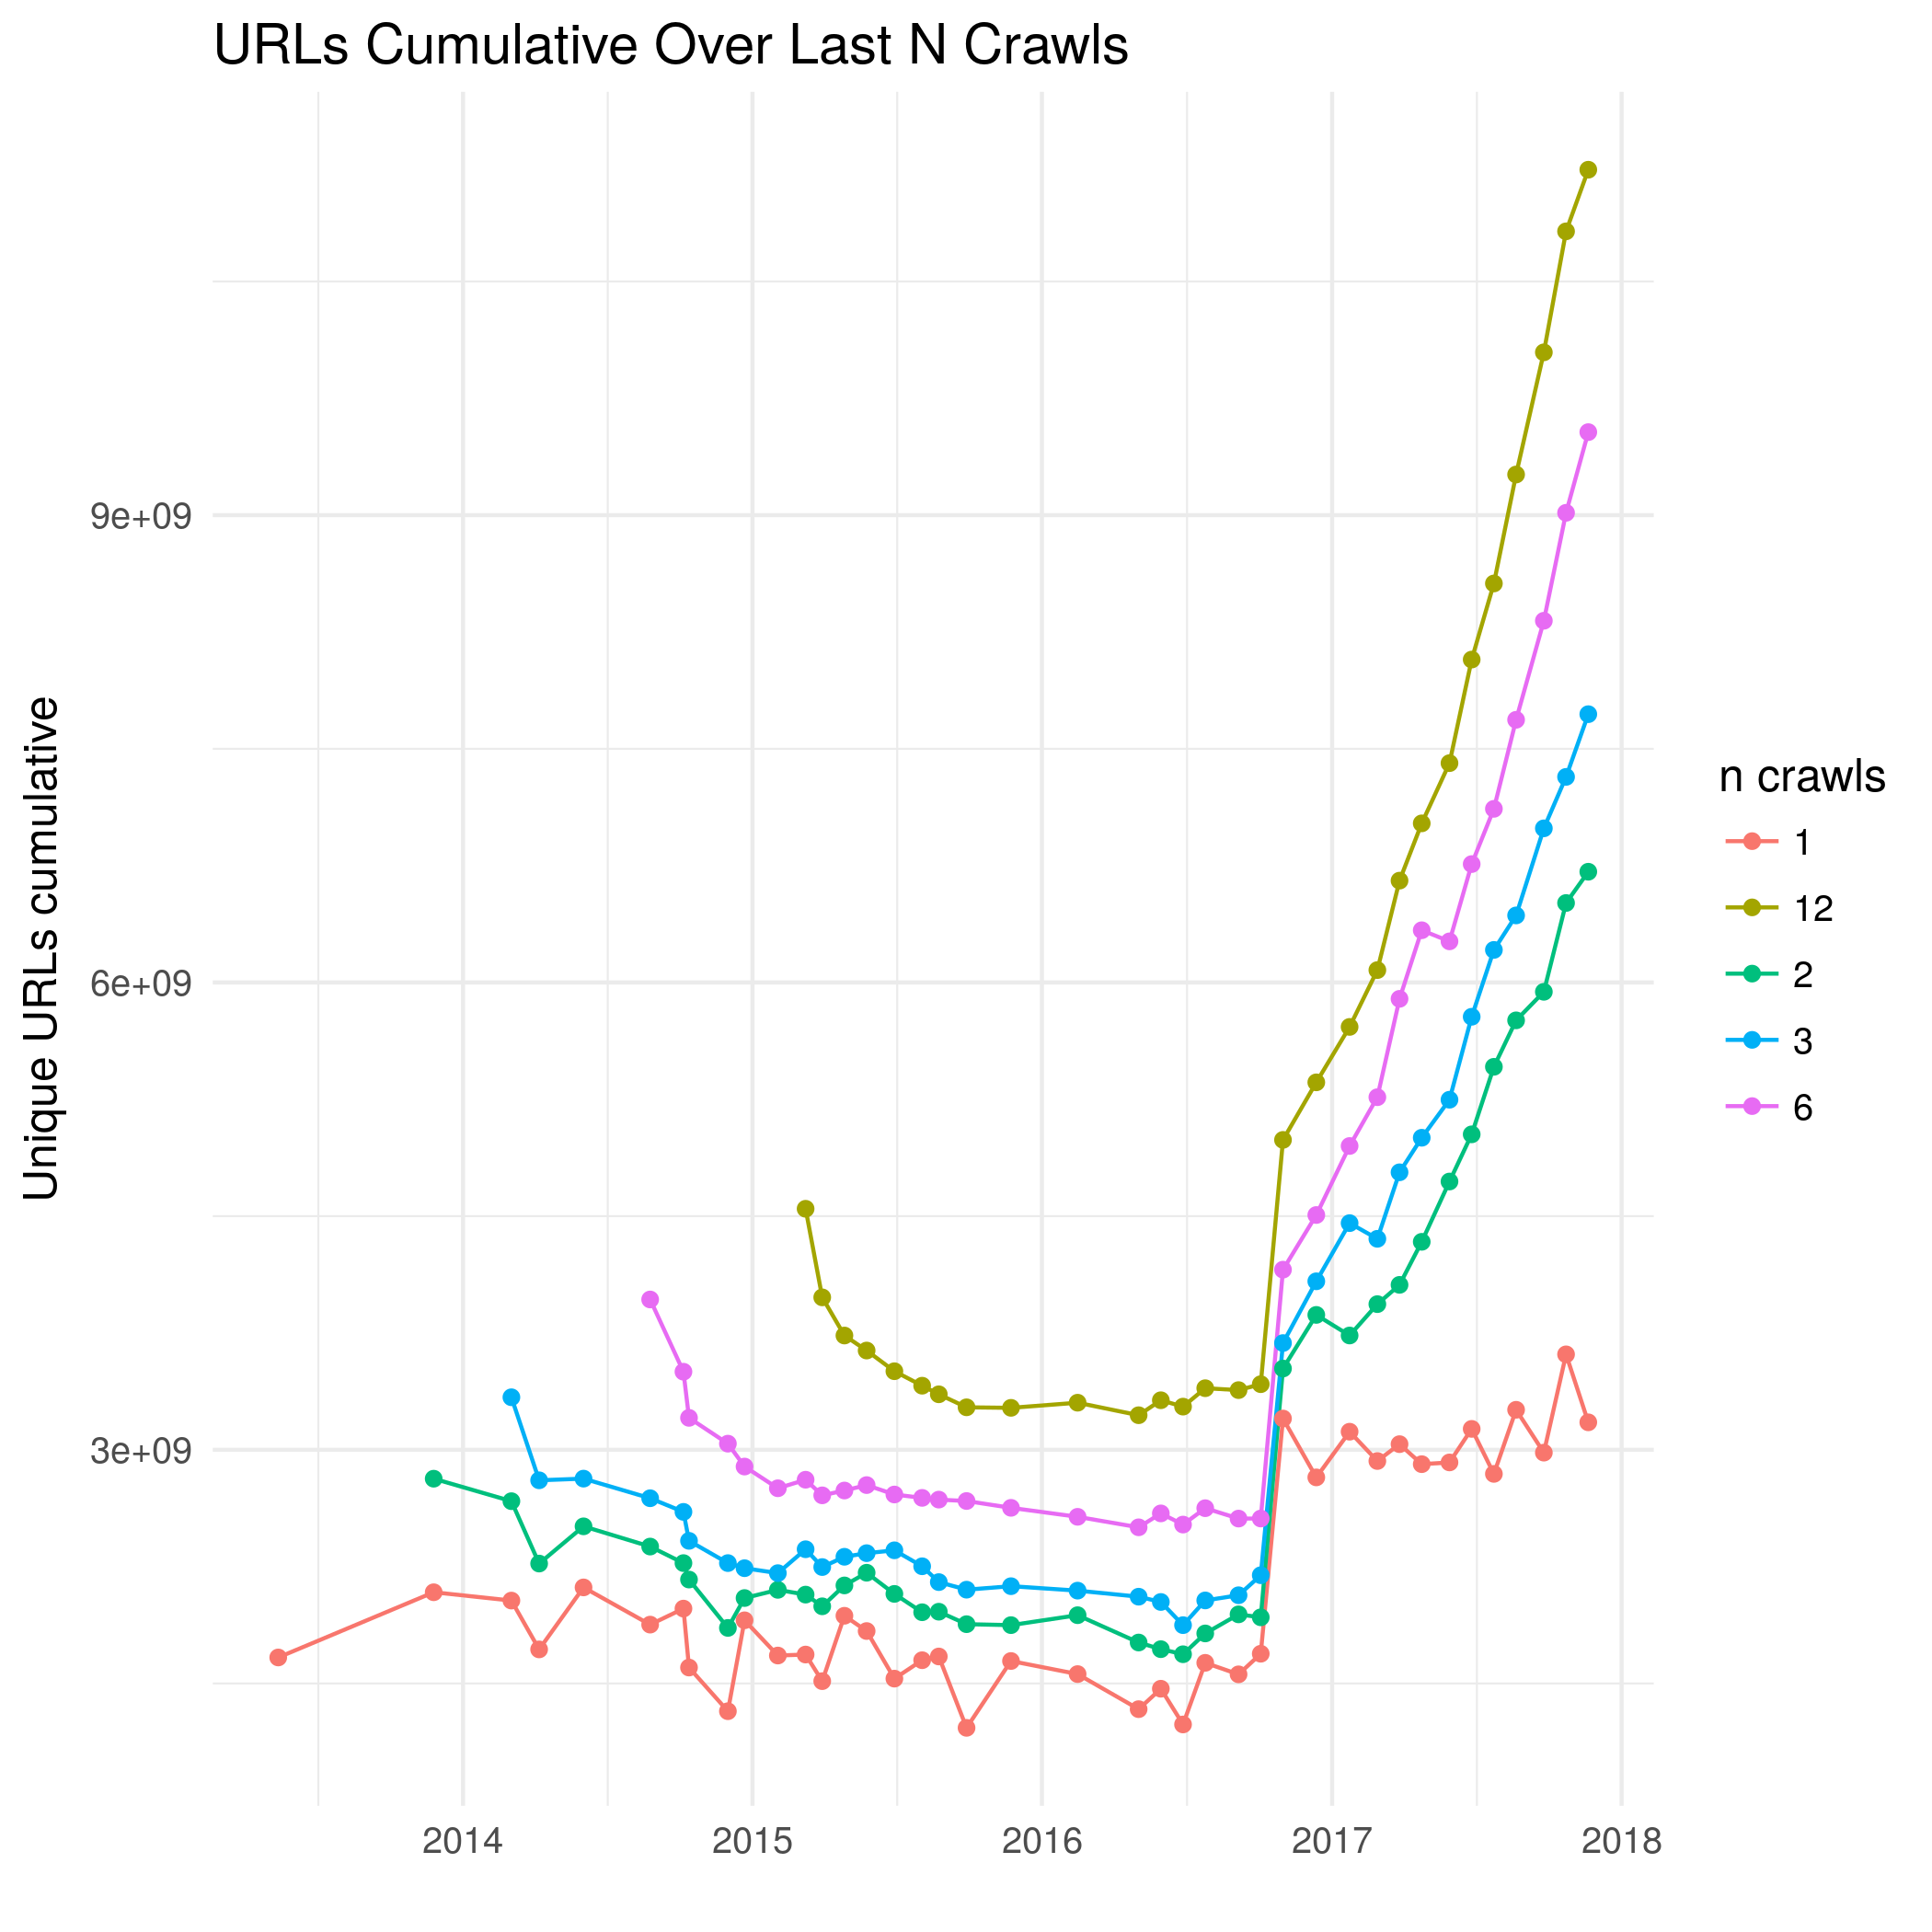 URLs Cumulative Over Last N Crawls
Unique URLs cumulative
9e+09
6e+09
3e+09
2014
2015
2016
2017
2018
n crawls
1
12
2
3
6